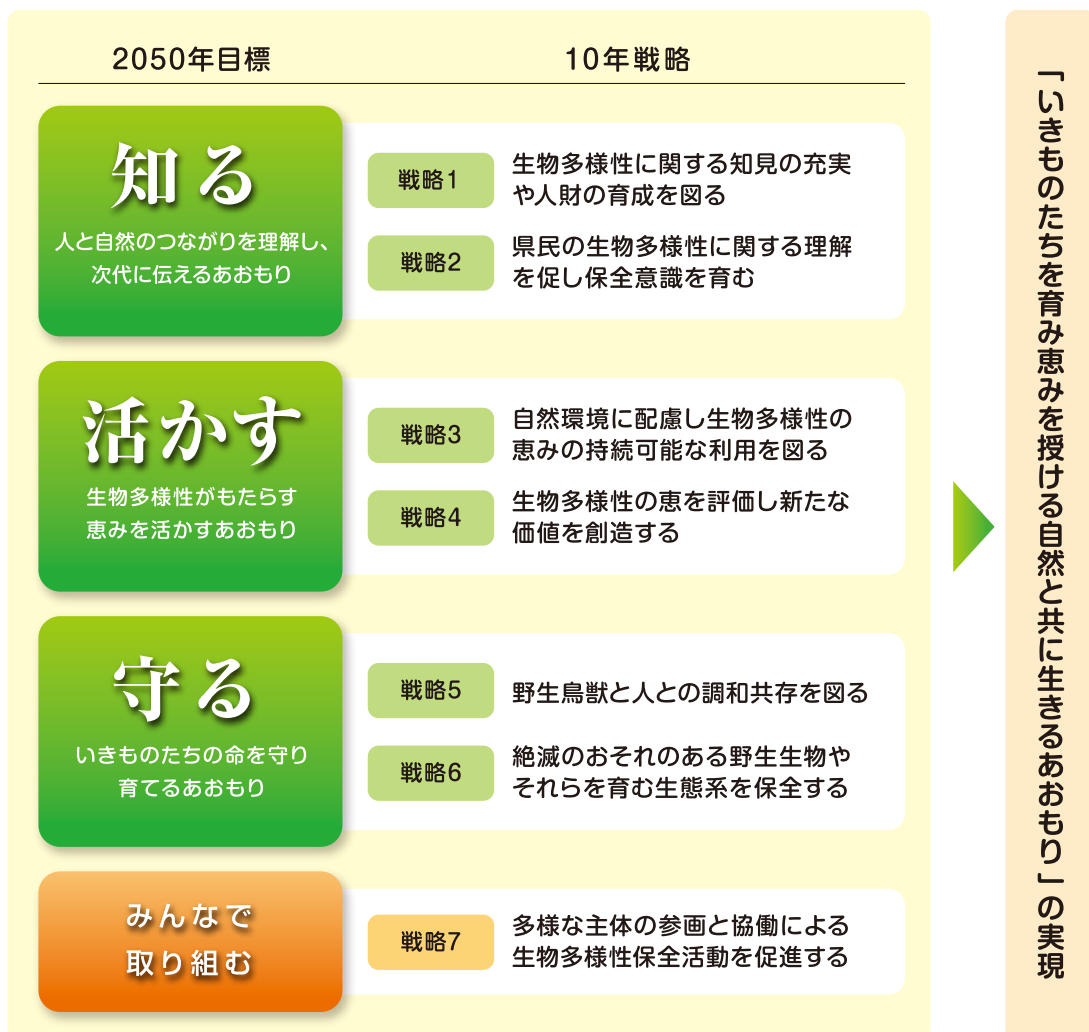 2050年目標
10年戦略
知る
人と自然のつながりを理解し、
次代に伝えるあおもり
戦略1
生物多様性に関する知見の充実
や人財の育成を図る
戦略2
県民の生物多様性に関する理解
を促し保全意識を育む
活かす
生物多様性がもたらす
恵みを活かすあおもり
戦略3
自然環境に配慮し生物多様性の
恵みの持続可能な利用を図る
戦略4
生物多様性の恵を評価し新たな
価値を創造する
守る
いきものたちの命を守り
育てるあおもり
戦略5
野生鳥獣と人との調和共存を図る
戦略6
絶滅のおそれのある野生生物や
それらを育む生態系を保全する
みんなで
取り組む
戦略7
多様な主体の参画と協働による
生物多様性保全活動を促進する
「いきものたちを育み恵みを授ける自然と共に生きるあおもり」の実現